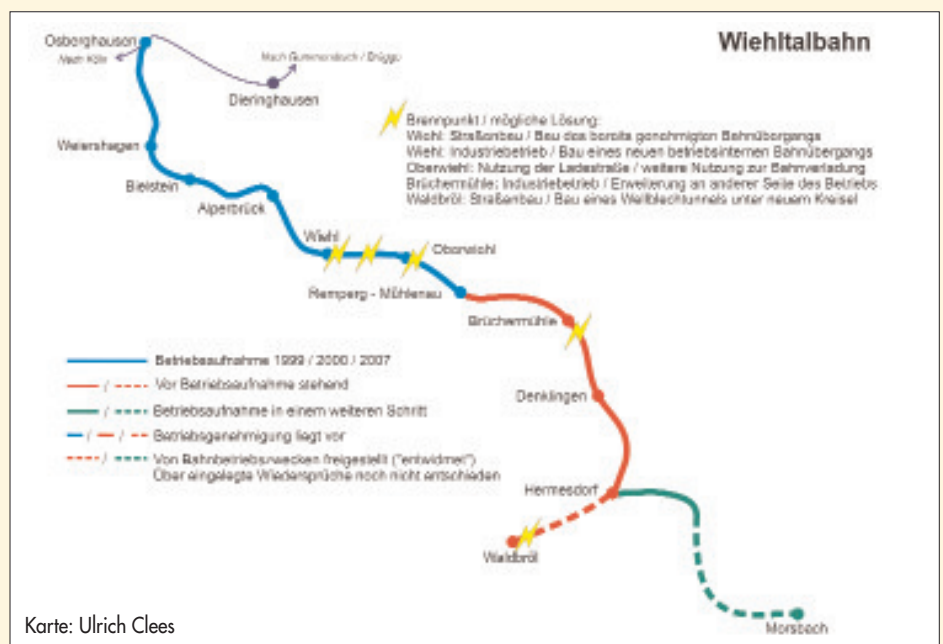 Wiehltalbahn
Osberghausen
Nach Köln
Nach Gummersbach / Brügge
Dieringhausen
Brennpunkt / mögliche Lösung:
Wiehl: Straßenbau / Bau des bereits genehmigten Bahnübergangs
Wiehl: Industriebetrieb / Bau eines neuen betriebsinternen Bahnübergangs
Oberwiehl: Nutzung der Ladestraße / weitere Nutzung zur Bahnverladung
Brüchermühle: Industriebetrieb / Erweiterung an anderer Seite des Betriebs
Waldbröl: Straßenbau / Bau eines Wellblechtunnels unter neuem Kreisel
Weiershagen
Bielstein
Alperbrück
Wiehl
Oberwiehl
Remperg - Mühlenau
Brüchermühle
Betriebsaufnahme 1999 / 2000 / 2007
/ Vor Betriebsaufnahme stehend
/ Betriebsaufnahme in einem weiteren Schritt
/ / Betriebsgenehmigung liegt vor
/ Von Bahnbetriebszwecken freigestellt ("entwidmet")
Über eingelegte Wiedersprüche noch nicht entschieden
Denklingen
Hermesdorf
Waldbröl
Morsbach
Karte: Ulrich Clees